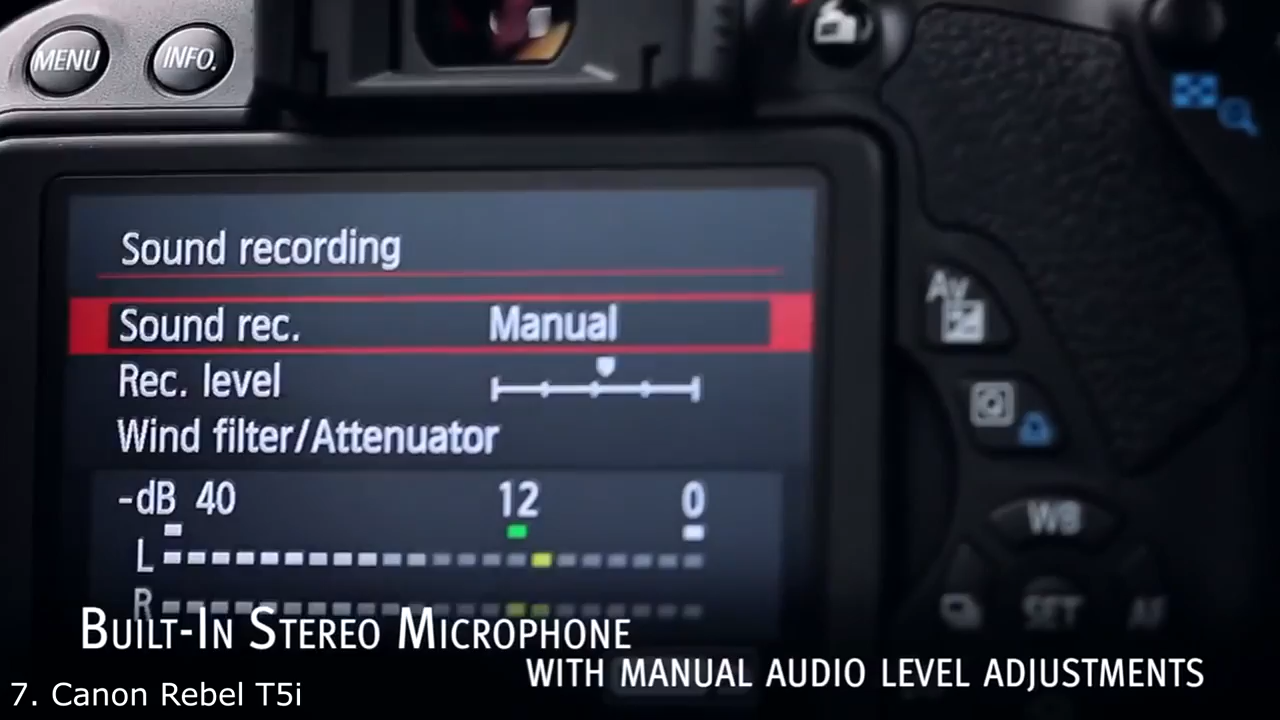 MENU INFO.
Sound recording
Sound rec. Manual
Rec. level
Wind filter/Attenuator
-dB 40 12 0
L
R
Av
WB
SET AF
BUILT-IN STEREO MICROPHONE
WITH MANUAL AUDIO LEVEL ADJUSTMENTS
7. Canon Rebel T5i